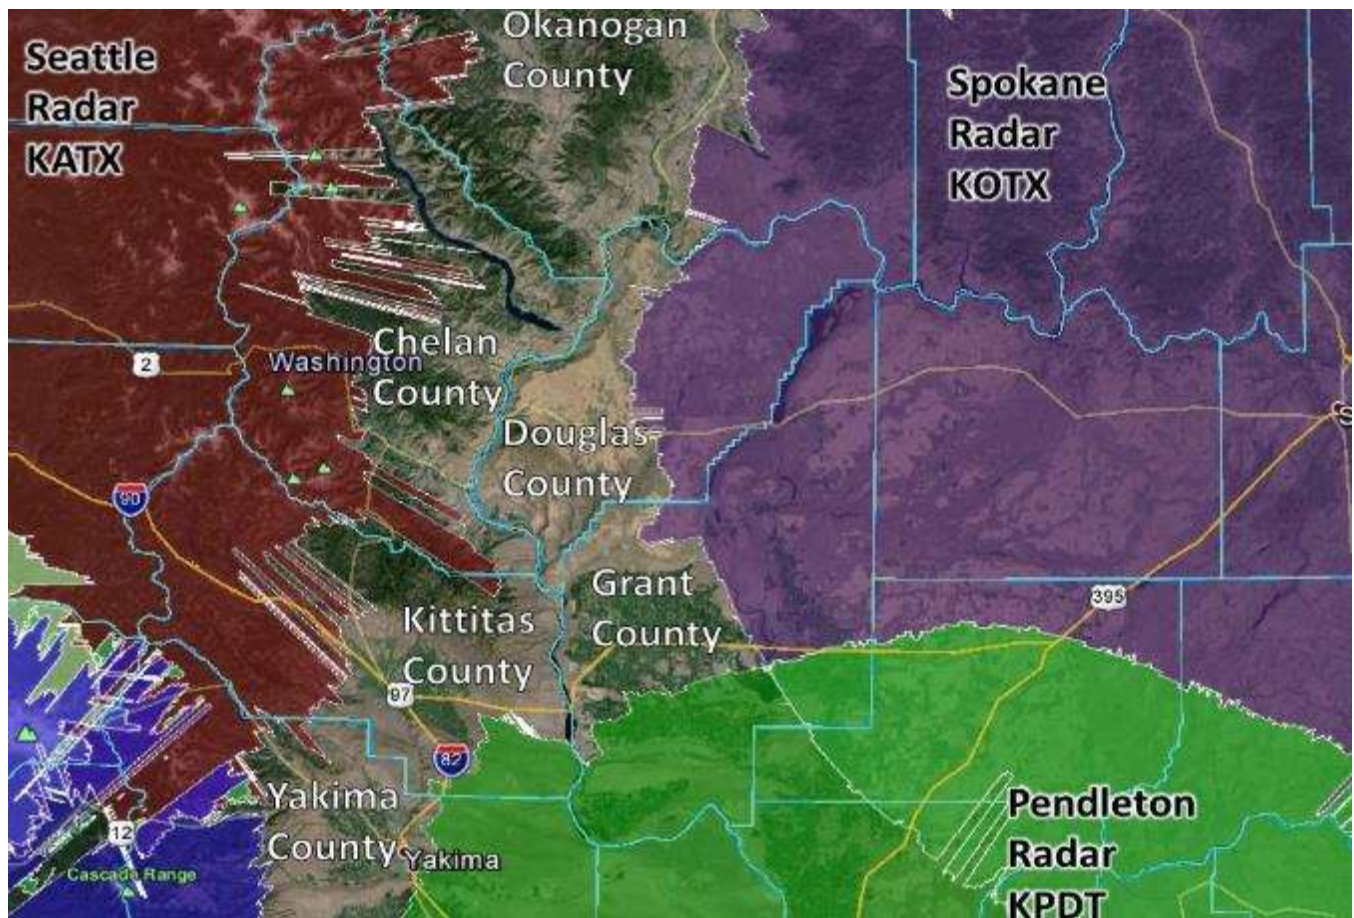 Okanogan
County
Seattle
Radar
KATX
Spokane
Radar
KOTX
2
Chelan
Washington
County
Douglas
County
S
90
Grant
County
395
Kittitas
County
97
82
Yakima
County
Yakima
Pendleton
Radar
KPDT
12
Cascade Range